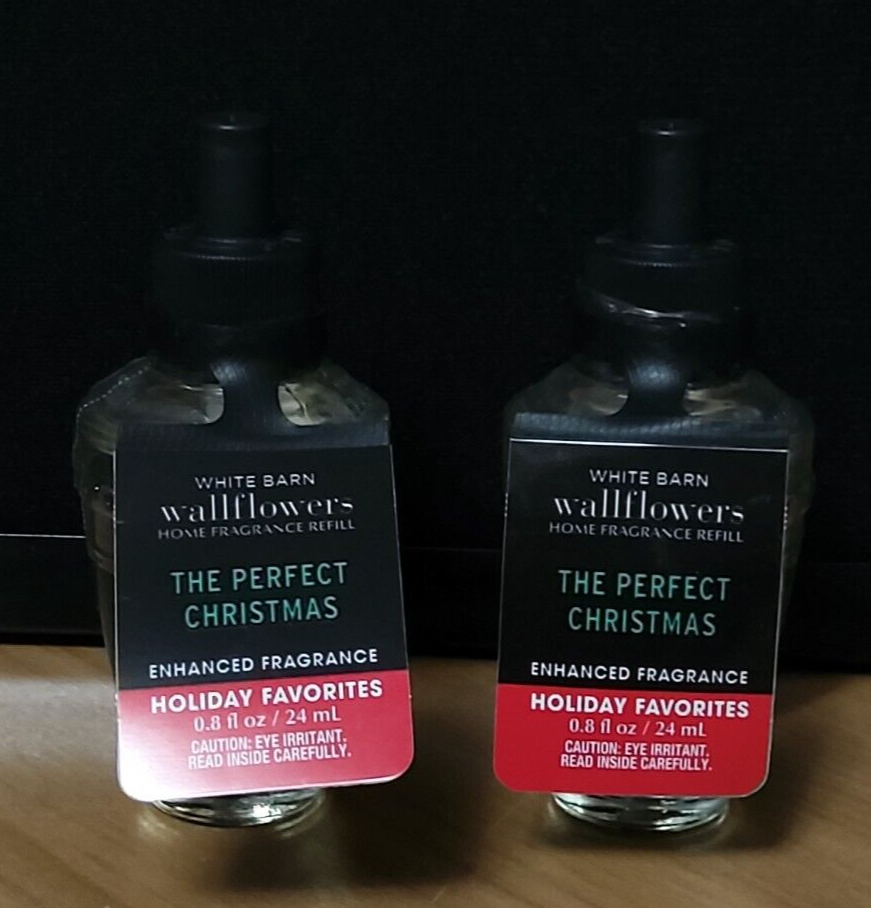 WHITE BARN
wallflowers
HOME FRAGRANCE REFILL
THE PERFECT
CHRISTMAS
ENHANCED FRAGRANCE
HOLIDAY FAVORITES
0.8 fl oz / 24 mL
CAUTION: EYE IRRITANT.
READ INSIDE CAREFULLY.
WHITE BARN
wallflowers
HOME FRAGRANCE REFILL
THE PERFECT
CHRISTMAS
ENHANCED FRAGRANCE
HOLIDAY FAVORITES
0.8 fl oz / 24 mL
CAUTION: EYE IRRITANT.
READ INSIDE CAREFULLY.